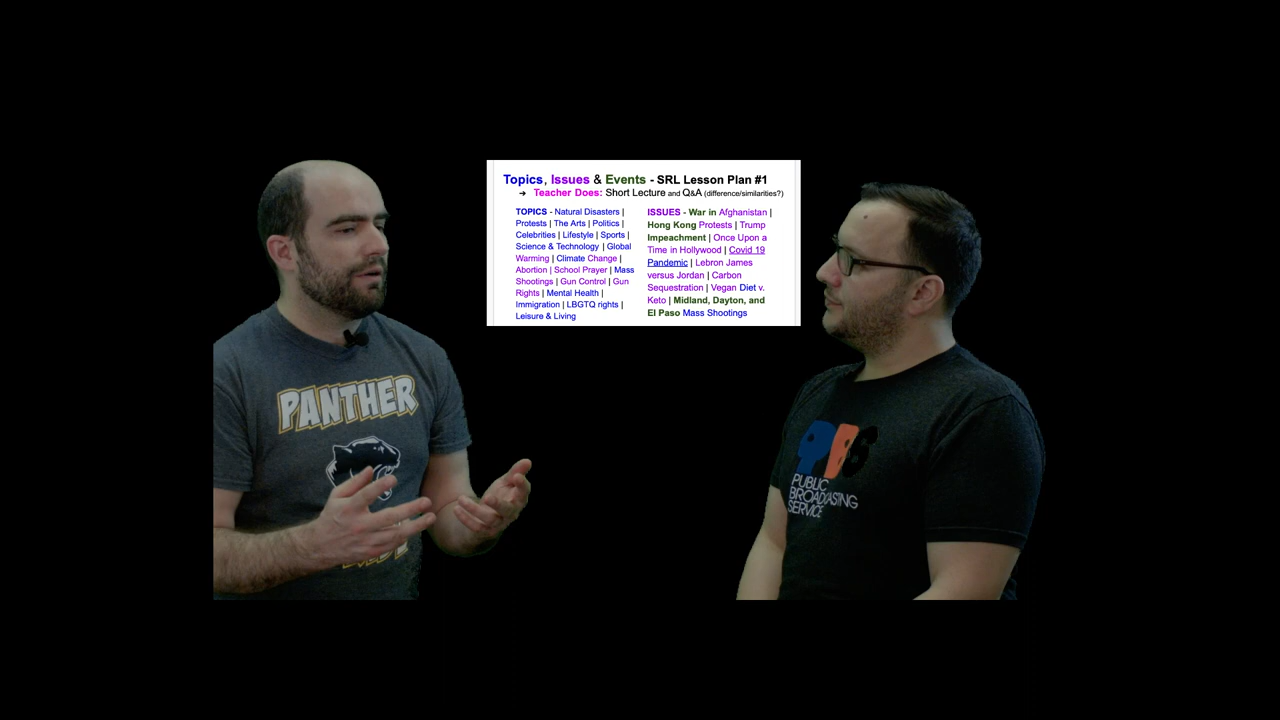 Topics, Issues & Events - SRL Lesson Plan #1
➔ Teacher Does: Short Lecture and Q&A (difference/similarities?)
TOPICS - Natural Disasters |
Protests | The Arts | Politics |
Celebrities | Lifestyle | Sports |
Science & Technology | Global
Warming | Climate Change |
Abortion | School Prayer | Mass
Shootings | Gun Control | Gun
Rights | Mental Health |
Immigration | LBGTQ rights |
Leisure & Living
ISSUES - War in Afghanistan |
Hong Kong Protests | Trump
Impeachment | Once Upon a
Time in Hollywood | Covid 19
Pandemic | Lebron James
versus Jordan | Carbon
Sequestration | Vegan Diet v.
Keto | Midland, Dayton, and
El Paso Mass Shootings
PANTHER
PBS
PUBLIC
BROADCASTING
SERVICE